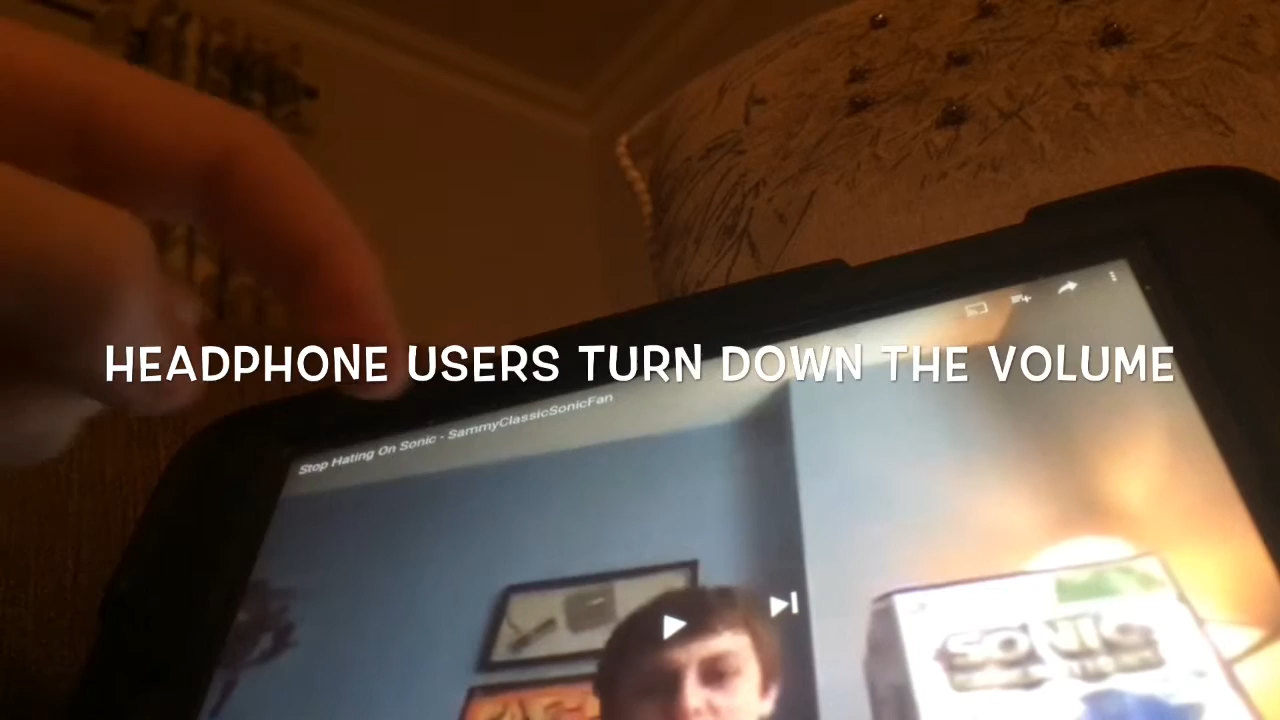 HEADPHONE USERS TURN DOWN THE VOLUME
Stop Hating On Sonic - SammyClassicSonicFan
SONIC